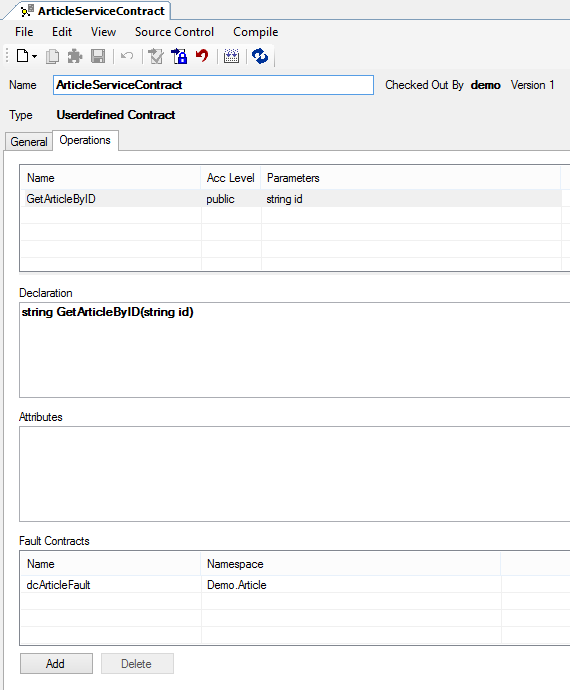 ArticleServiceContract
File Edit View Source Control Compile
Name ArticleServiceContract Checked Out By demo Version 1
Type Userdefined Contract
General Operations
Name Acc Level Parameters
GetArticleByID public string id
Declaration
string GetArticleByID(string id)
Attributes
Fault Contracts
Name Namespace
dcArticleFault Demo.Article
Add Delete